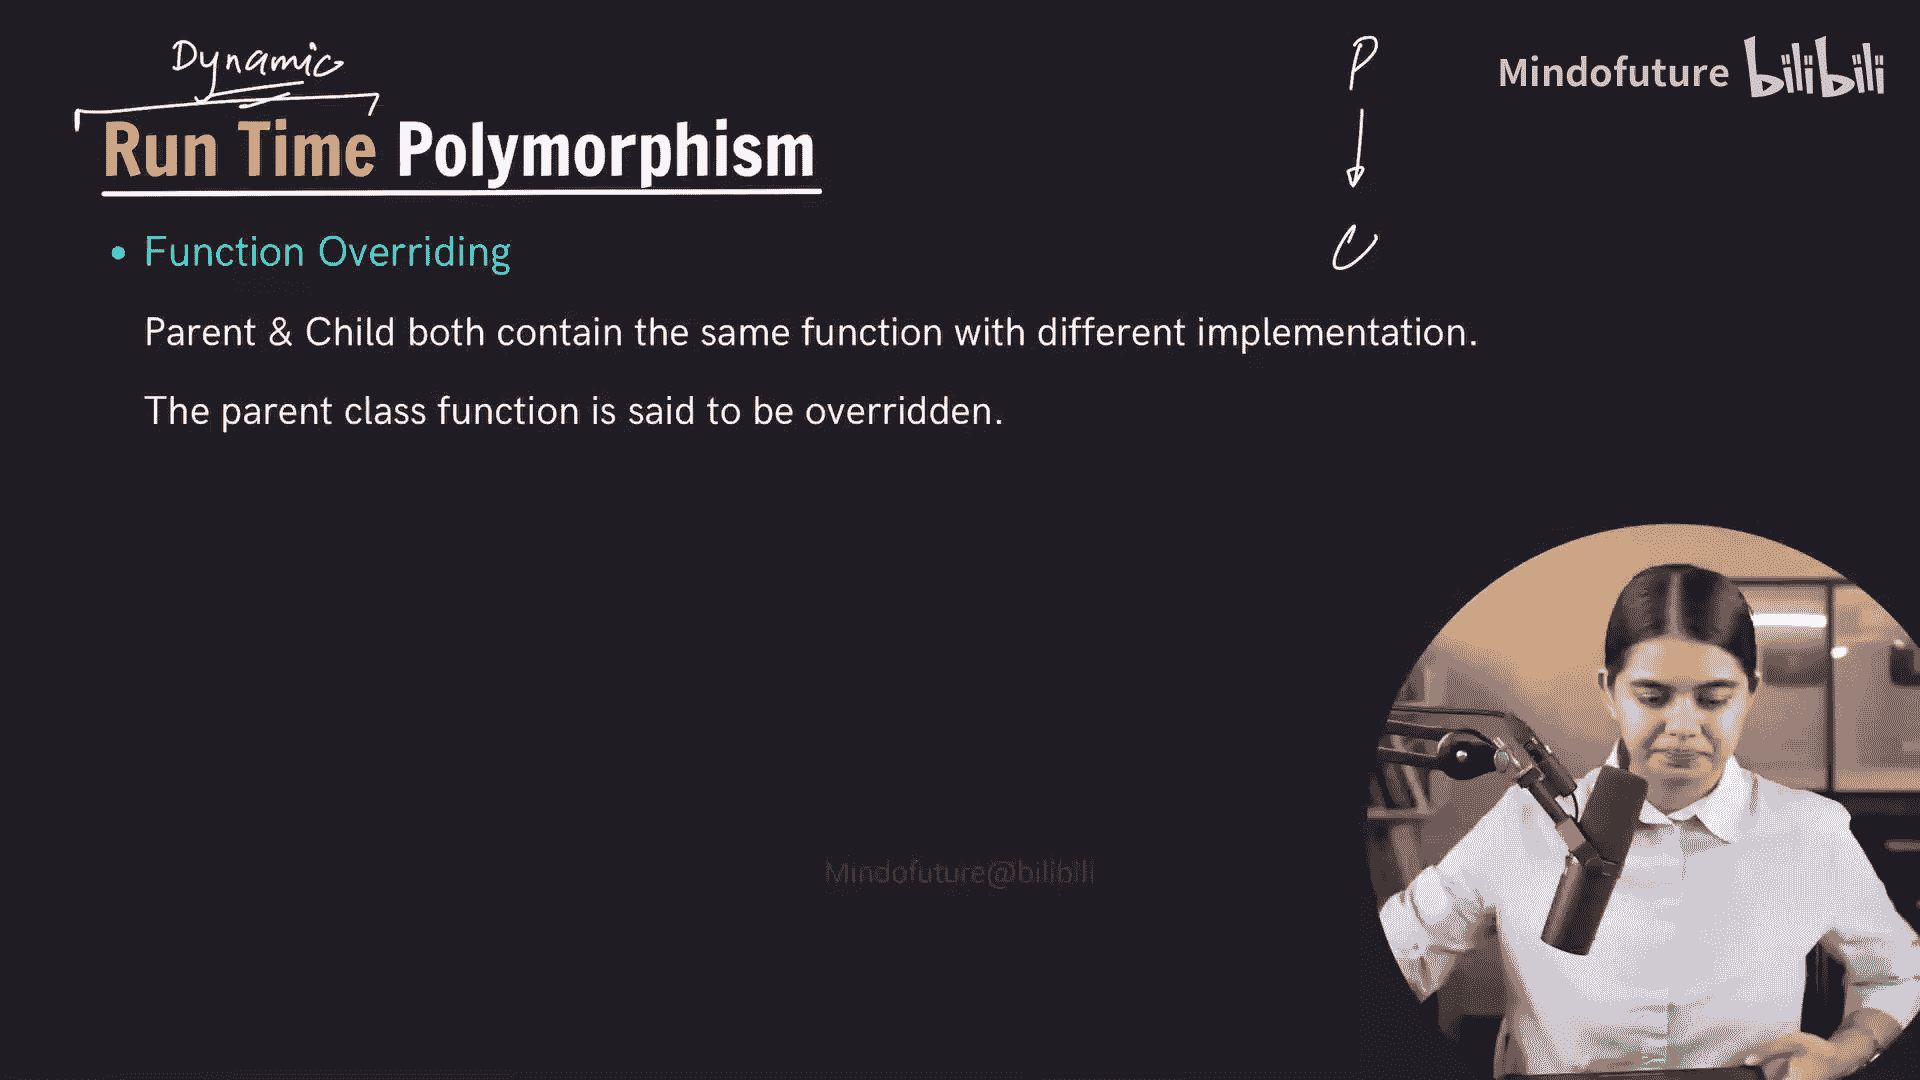 Dynamic
Run Time Polymorphism
P
C
Mindofuture bilibili
• Function Overriding
Parent & Child both contain the same function with different implementation.
The parent class function is said to be overridden.
Mindofuture@bilibili